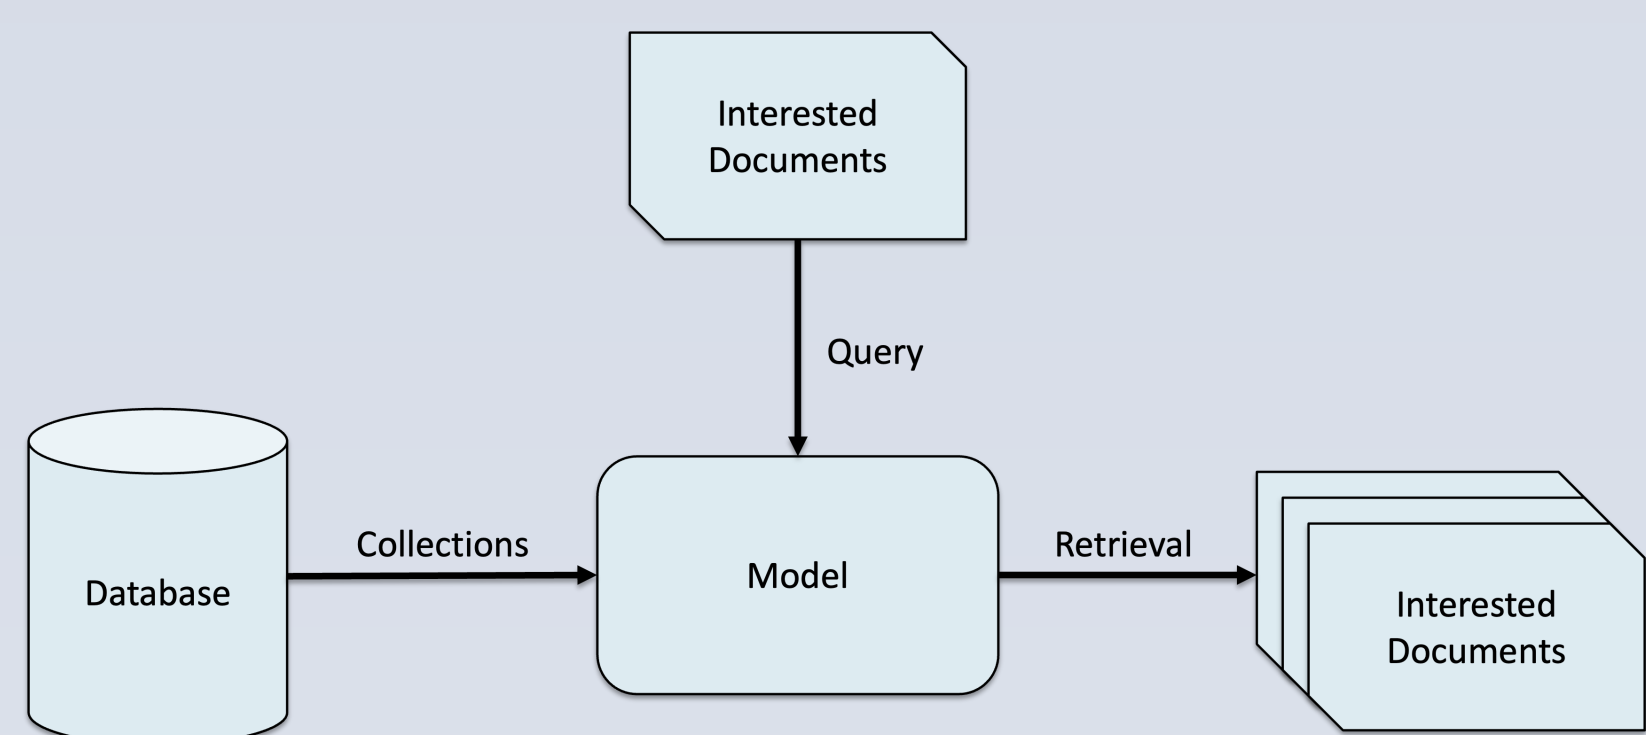 Interested
Documents
Query
Collections
Retrieval
Database
Model
Interested
Documents